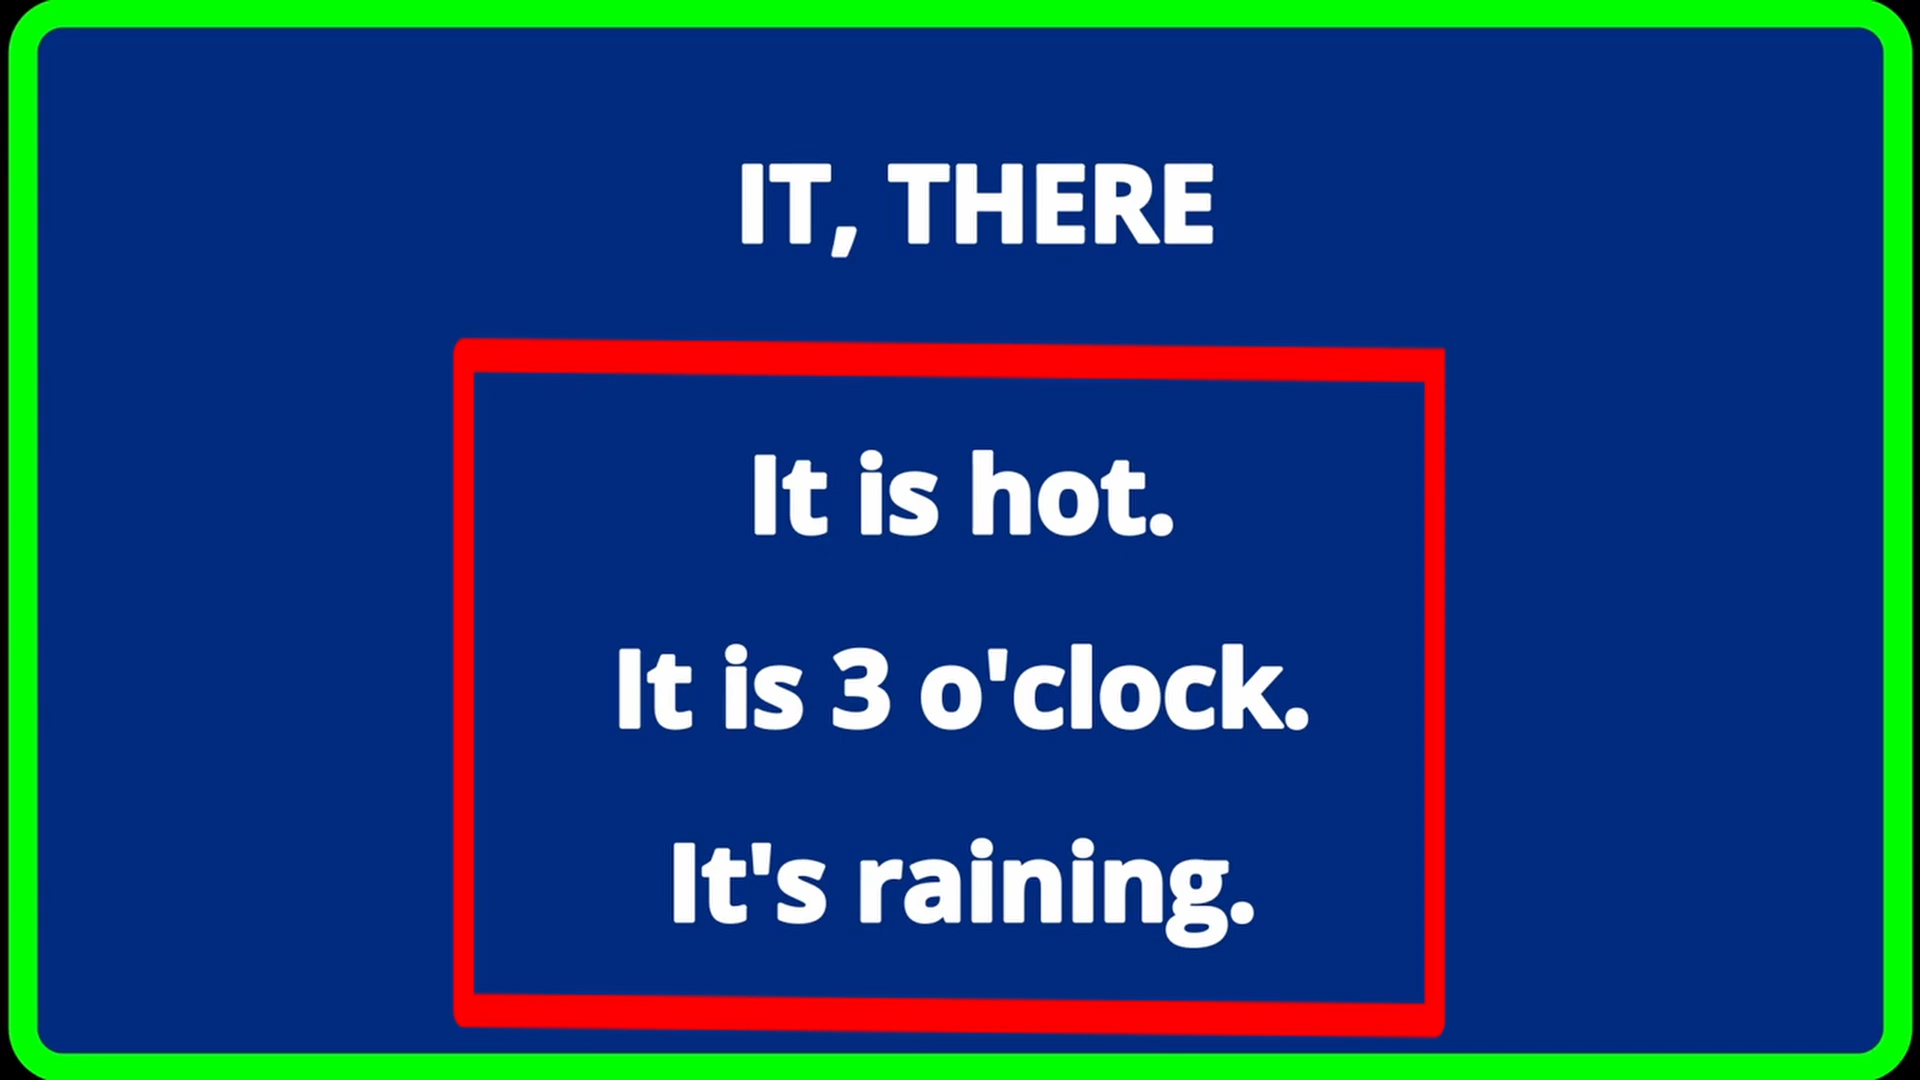 IT, THERE
It is hot.
It is 3 o'clock.
It's raining.